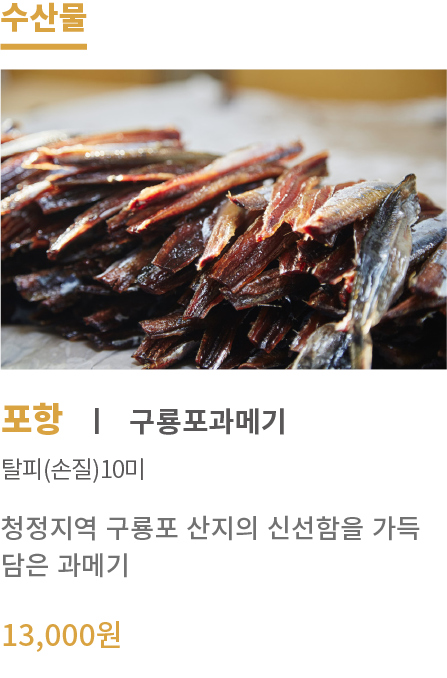 수산물
포항 | 구룡포과메기
탈피(손질)10미
청정지역 구룡포 산지의 신선함을 가득
담은 과메기
13,000원